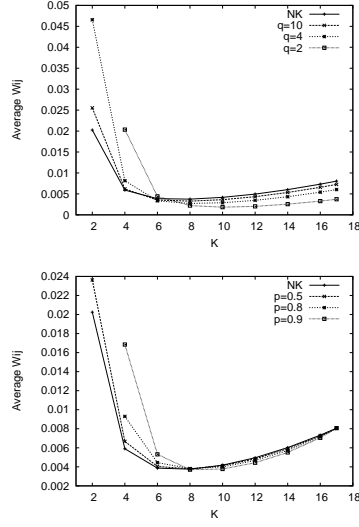 0.05
0.045
0.04
0.035
0.03
0.025
0.02
0.015
0.01
0.005
0
Average Wij
NK
q=10
q=4
q=2
2 4 6 8 10 12 14 16 18
K
0.024
0.022
0.020
0.018
0.016
0.014
0.012
0.010
0.008
0.006
0.004
0.002
Average Wij
NK
p=0.5
p=0.8
p=0.9
2 4 6 8 10 12 14 16 18
K